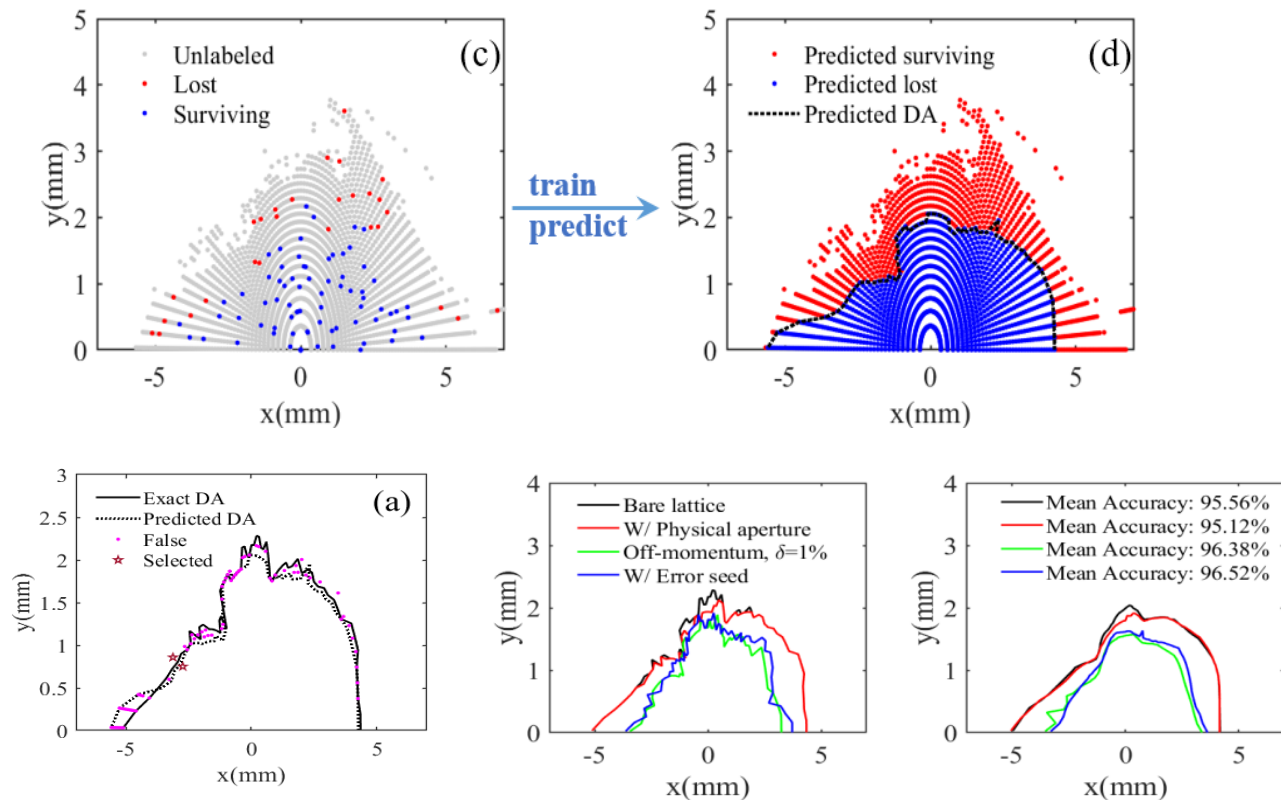 5
4
3
2
1
0
y(mm)
Unlabeled
Lost
Surviving
(c)
-5
0
5
x(mm)
train
predict
5
4
3
2
1
0
y(mm)
Predicted surviving
Predicted lost
Predicted DA
(d)
-5
0
5
x(mm)
3
2.5
2
1.5
1
0.5
0
y(mm)
Exact DA
Predicted DA
False
Selected
(a)
-5
0
5
x(mm)
4
3
2
1
0
y(mm)
Bare lattice
W/ Physical aperture
Off-momentum, δ=1%
W/ Error seed
-5
0
5
x(mm)
4
3
2
1
0
y(mm)
Mean Accuracy: 95.56%
Mean Accuracy: 95.12%
Mean Accuracy: 96.38%
Mean Accuracy: 96.52%
-5
0
5
x(mm)